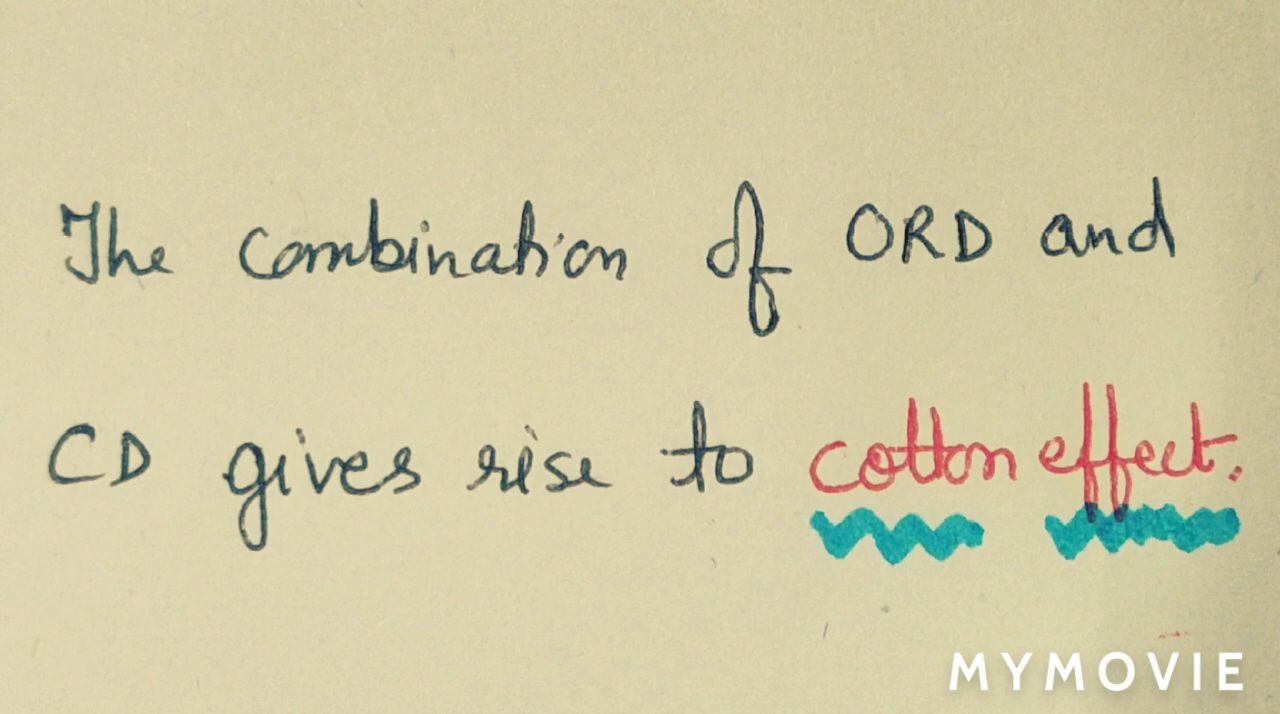 The combination of ORD and
CD gives rise to cotton effect.
MYMOVIE